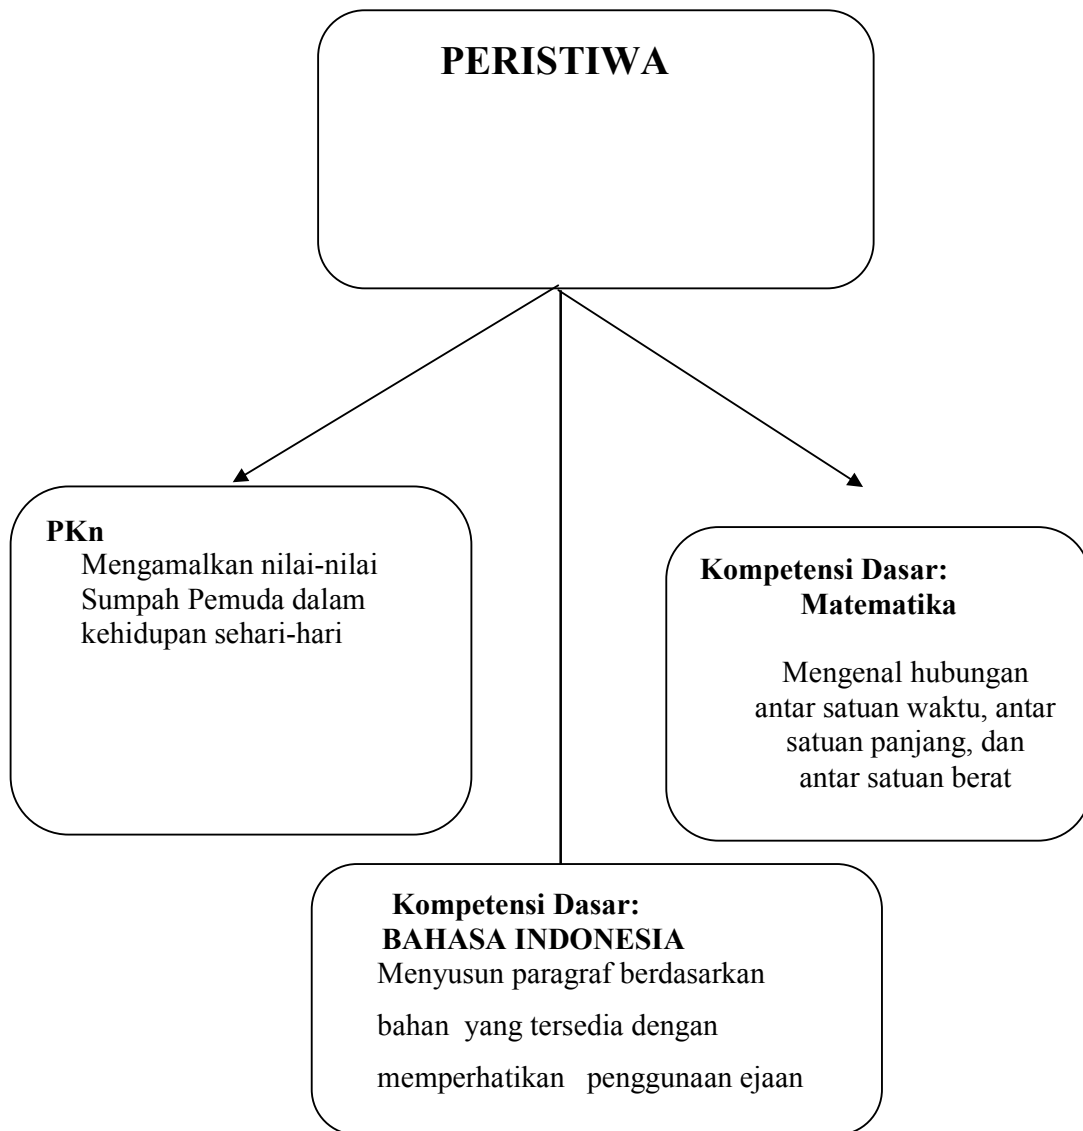 PERISTIWA
PKn
Mengamalkan nilai-nilai
Sumpah Pemuda dalam
kehidupan sehari-hari
Kompetensi Dasar:
Matematika
Mengenal hubungan
antar satuan waktu, antar
satuan panjang, dan
antar satuan berat
Kompetensi Dasar:
BAHASA INDONESIA
Menyusun paragraf berdasarkan
bahan yang tersedia dengan
memperhatikan penggunaan ejaan